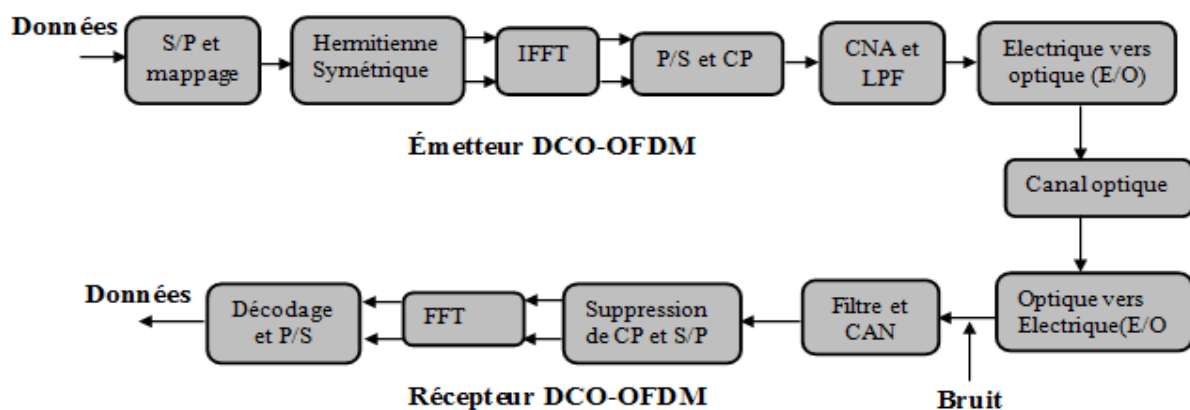 Données
S/P et
mappage
Hermitienne
Symétrique
IFFT
P/S et CP
CNA et
LPF
Electrique vers
optique (E/O)
Émetteur DCO-OFDM
Canal optique
Données
Décodage
et P/S
FFT
Suppression
de CP et S/P
Filtre et
CAN
Optique vers
Electrique(E/O
Récepteur DCO-OFDM
Bruit